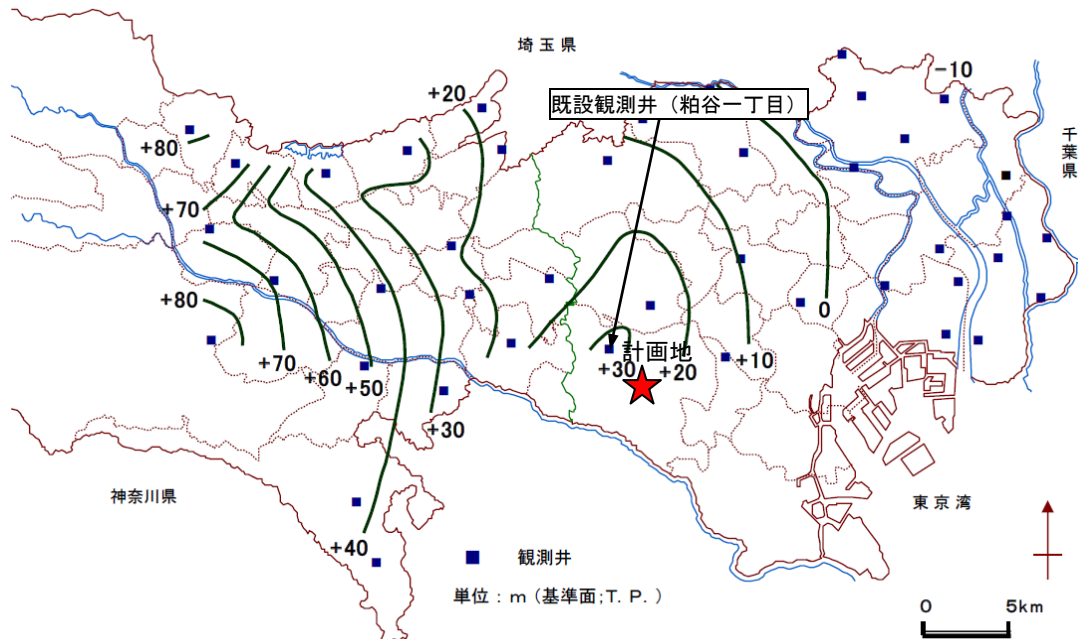 埼玉県
-10
+20
既設観測井（粕谷一丁目）
千葉県
+80
+70
+80
0
計画地
+10
+70
+60
+50
+30
+20
+30
神奈川県
東京湾
+40
観測井
単位：m（基準面；T．P．）
0 5km